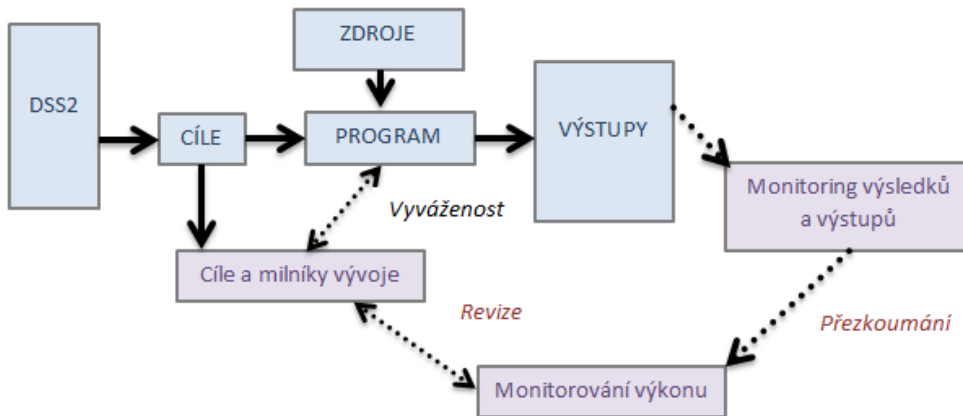 ZDROJE
DSS2
CÍLE
PROGRAM
VÝSTUPY
Vyváženost
Monitoring výsledků
a výstupů
Cíle a milníky vývoje
Revize
Přezkoumání
Monitorování výkonu